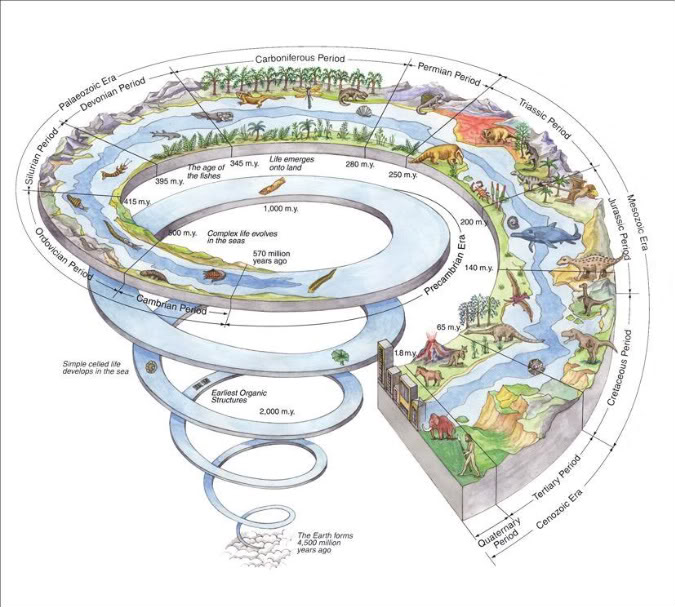 Carboniferous Period
Permian Period
Palaeozoic Era
Devonian Period
Triassic Period
Silurian Period
Mesozoic Era
Jurassic Period
The age of
the fishes
345 m.y.
Life emerges
onto land
280 m.y.
250 m.y.
395 m.y.
415 m.y.
1,000 m.y.
200 m.y.
500 m.y.
Complex life evolves
in the seas
570 million
years ago
Precambrian Era
140 m.y.
Ordovician Period
Cambrian Period
65 m.y.
1.8 m.y.
Cretaceous Period
Simple celled life
develops in the sea
Earliest Organic
Structures
2,000 m.y.
Tertiary Period
Cenozoic Era
Quaternary
Period
The Earth forms
4,500 million
years ago